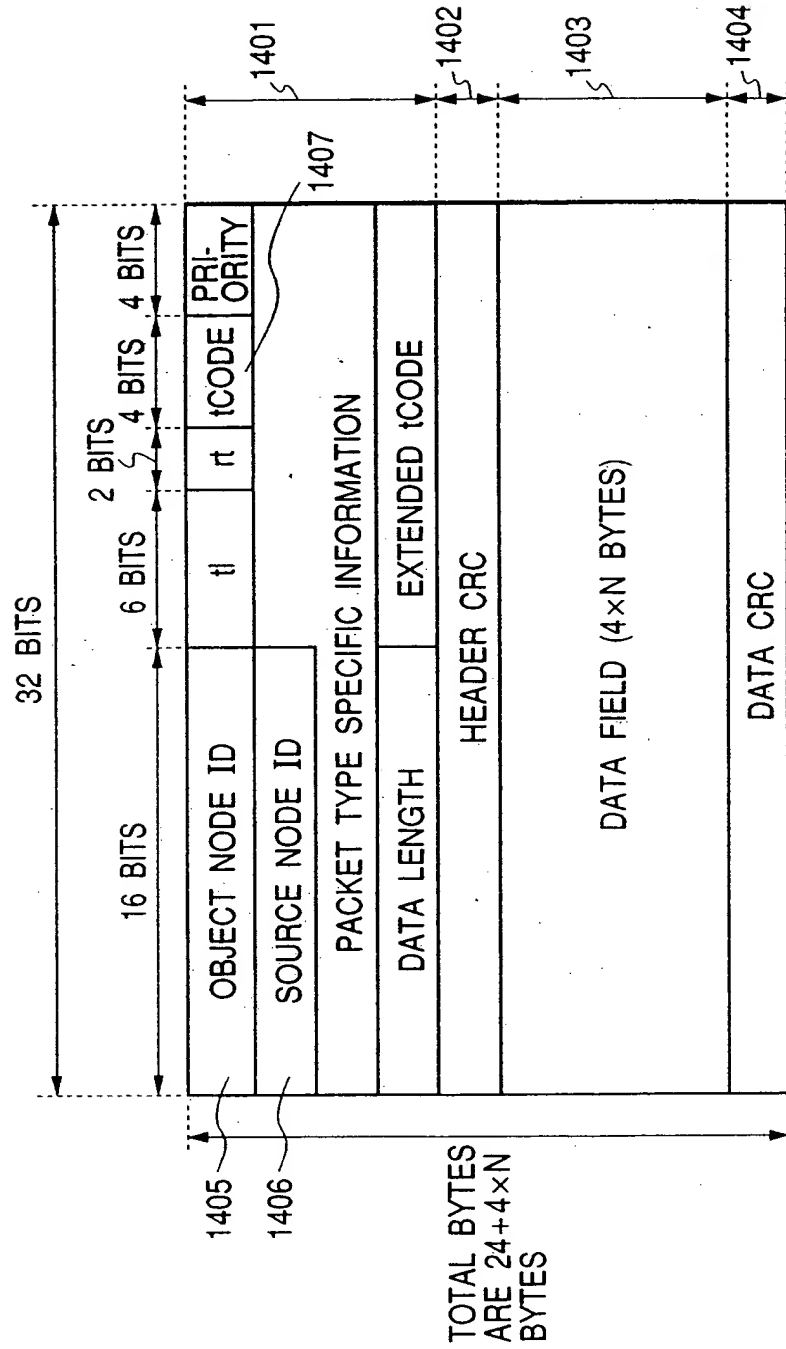 32 BITS
16 BITS
6 BITS
2 BITS
4 BITS
4 BITS
OBJECT NODE ID
tl
rt
tCODE
PRI-
ORITY
SOURCE NODE ID
PACKET TYPE SPECIFIC INFORMATION
DATA LENGTH
EXTENDED tCODE
HEADER CRC
DATA FIELD (4×N BYTES)
DATA CRC
1401
1402
1403
1404
1405
1406
1407
TOTAL BYTES
ARE 24+4×N
BYTES